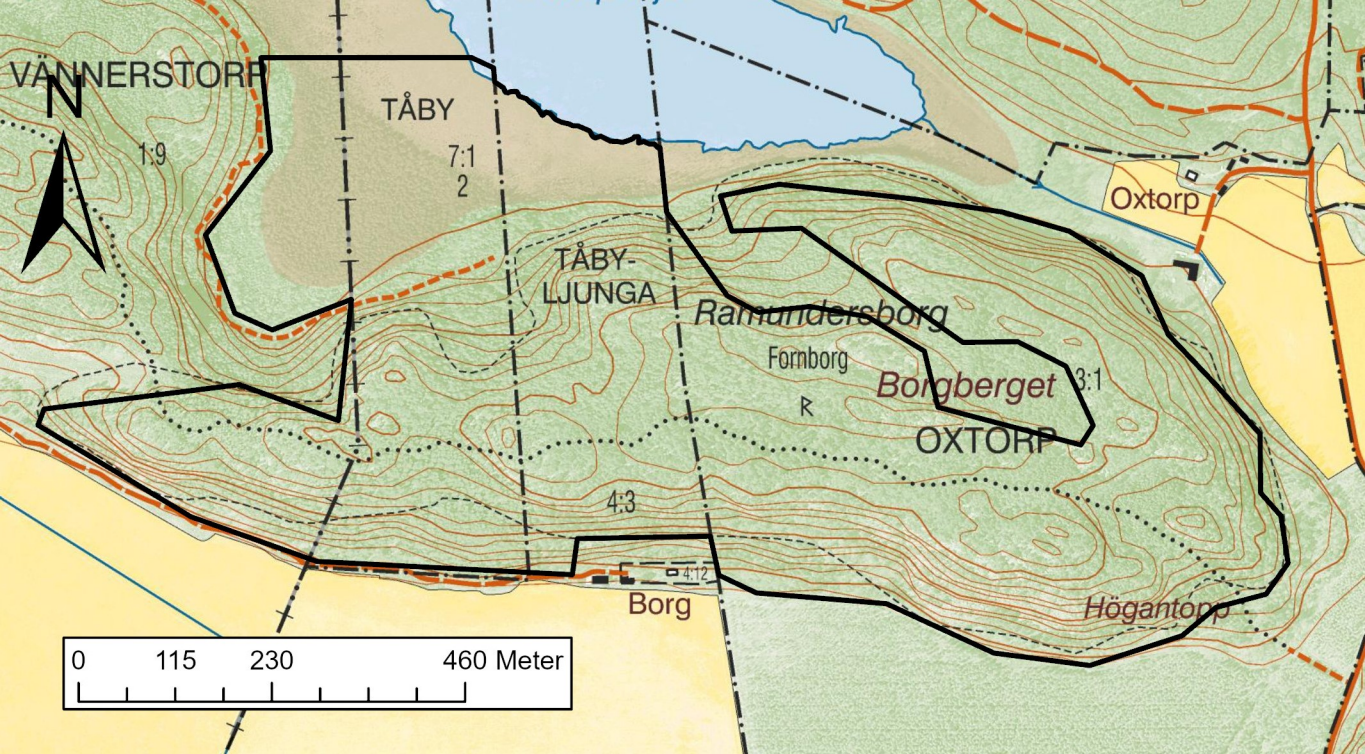 VÄNNERSTORP
N
TÅBY
1:9
7:1
2
Oxtorp
TÅBY-
LJUNGA
Ramundersborg
Fornborg
Borgberget
3:1
R
OXTORP
4:3
4:12
Borg
Högantopp
0 115 230 460 Meter